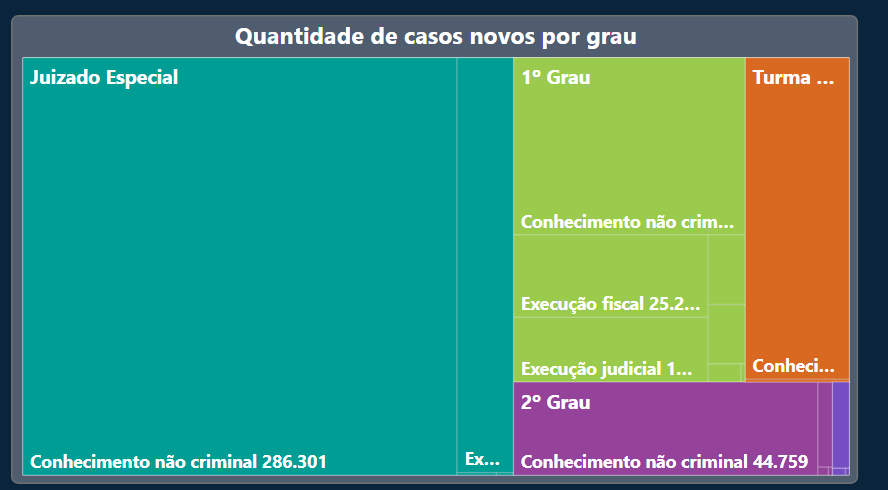 Quantidade de casos novos por grau
Juizado Especial
Conhecimento não criminal 286.301
Ex...
1º Grau
Conhecimento não crim...
Execução fiscal 25.2...
Execução judicial 1...
Turma ...
Conheci...
2º Grau
Conhecimento não criminal 44.759